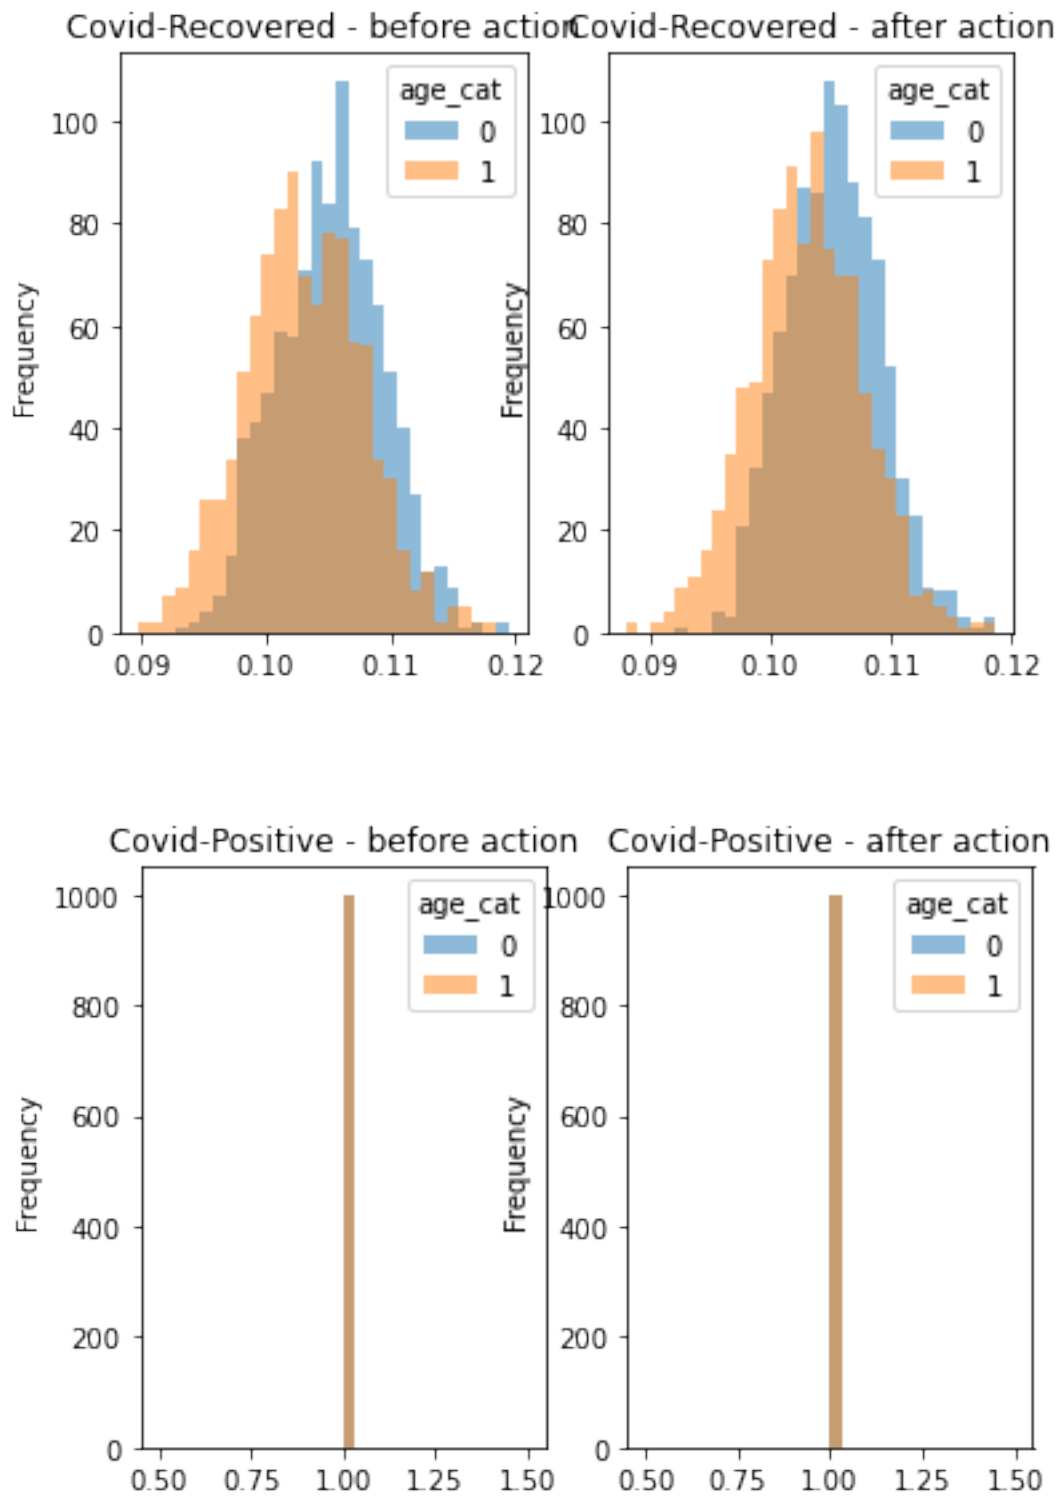 Covid-Recovered - before action
Covid-Recovered - after action
Frequency
100
80
60
40
20
0
age_cat
0
1
0.09 0.10 0.11 0.12
Frequency
100
80
60
40
20
0
age_cat
0
1
0.09 0.10 0.11 0.12
Covid-Positive - before action
Covid-Positive - after action
Frequency
1000
800
600
400
200
0
age_cat
0
1
0.50 0.75 1.00 1.25 1.50
Frequency
1000
800
600
400
200
0
age_cat
0
1
0.50 0.75 1.00 1.25 1.50